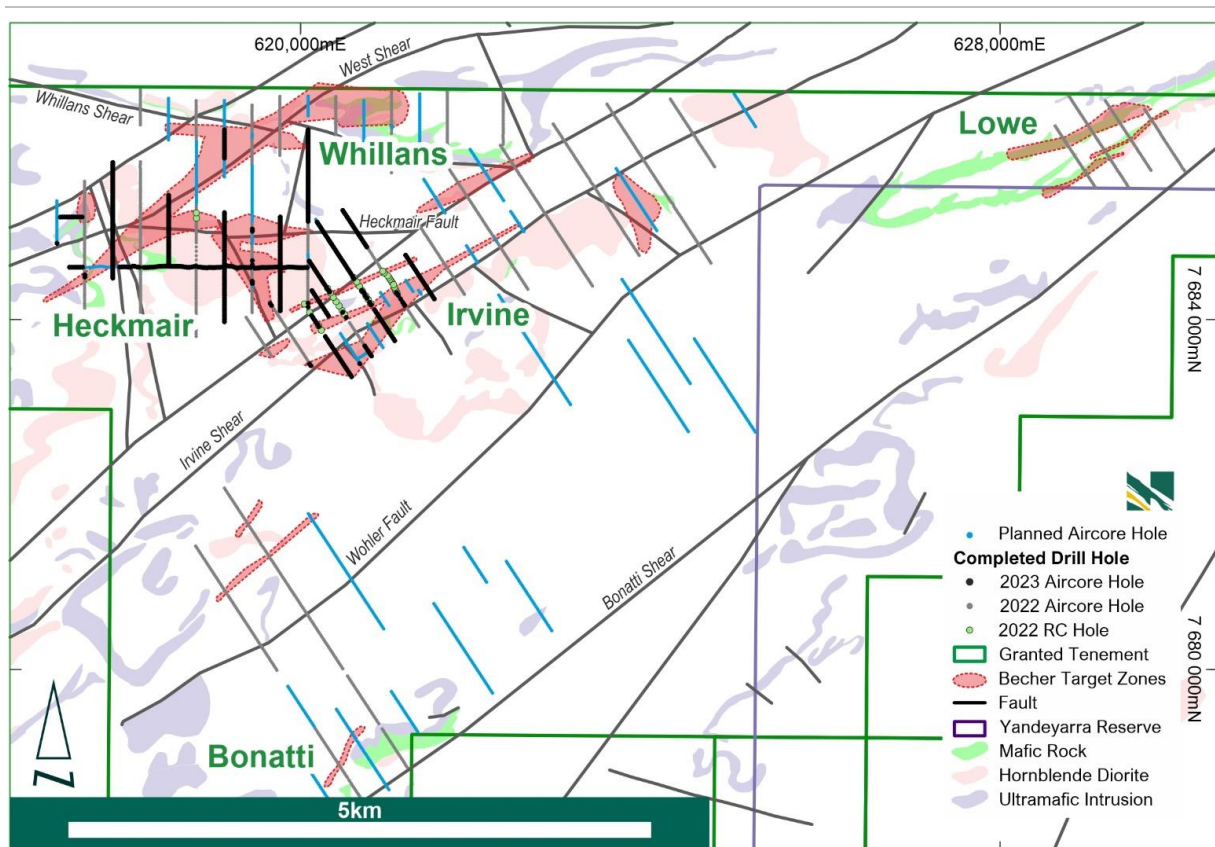 620,000mE
628,000mE
West Shear
Whillans Shear
Lowe
Whillans
Heckmair Fault
Heckmair
Irvine
7 684 000mN
Irvine Shear
Wohler Fault
Bonatti Shear
Planned Aircore Hole
Completed Drill Hole
2023 Aircore Hole
2022 Aircore Hole
2022 RC Hole
Granted Tenement
Becher Target Zones
Fault
Yandeyarra Reserve
Mafic Rock
Hornblende Diorite
Ultramafic Intrusion
7 680 000mN
Bonatti
N
5km